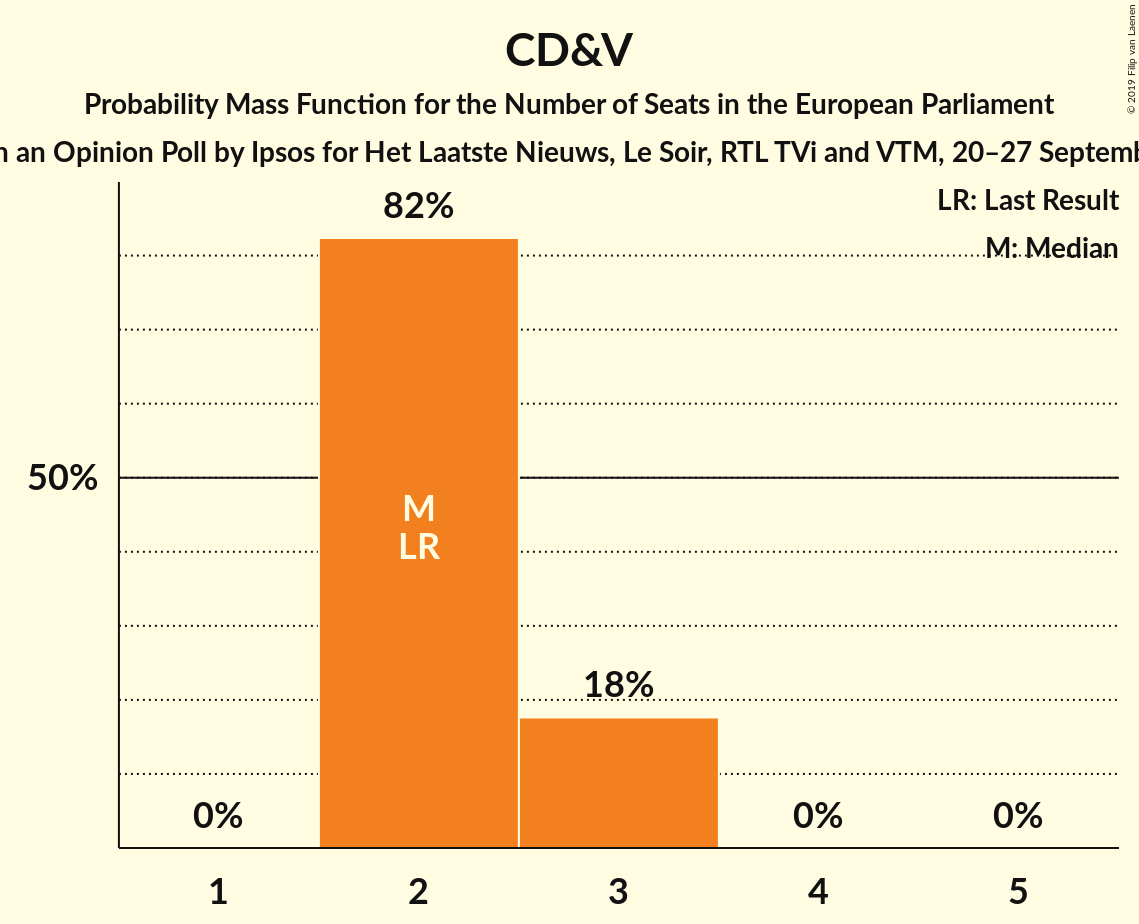 CD&V
Probability Mass Function for the Number of Seats in the European Parliament
an Opinion Poll by Ipsos for Het Laatste Nieuws, Le Soir, RTL TVi and VTM, 20–27
LR: Last Result
M: Median
82%
50%
M
LR
18%
0%
0%
0%
1
2
3
4
5
© 2019 Filip van Laenen